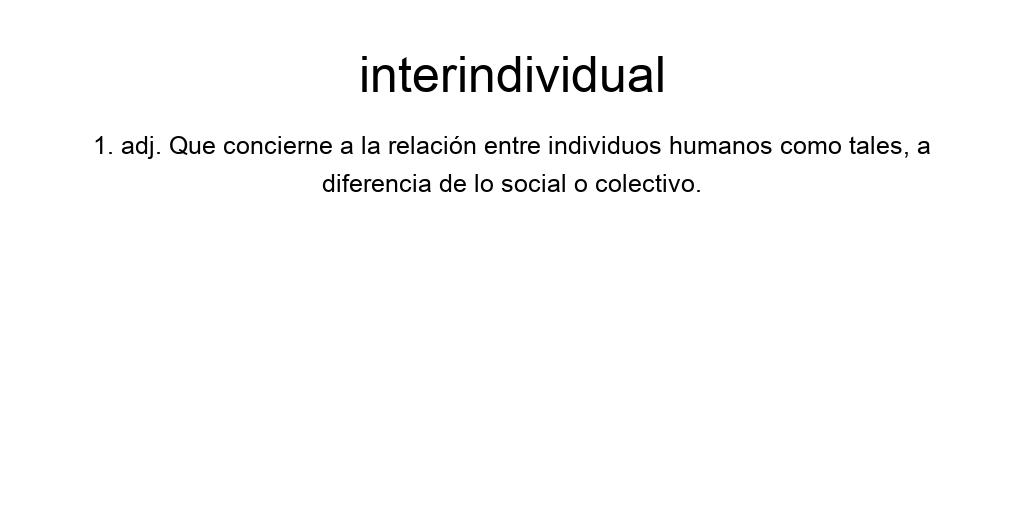 interindividual
1. adj. Que concierne a la relación entre individuos humanos como tales, a
diferencia de lo social o colectivo.